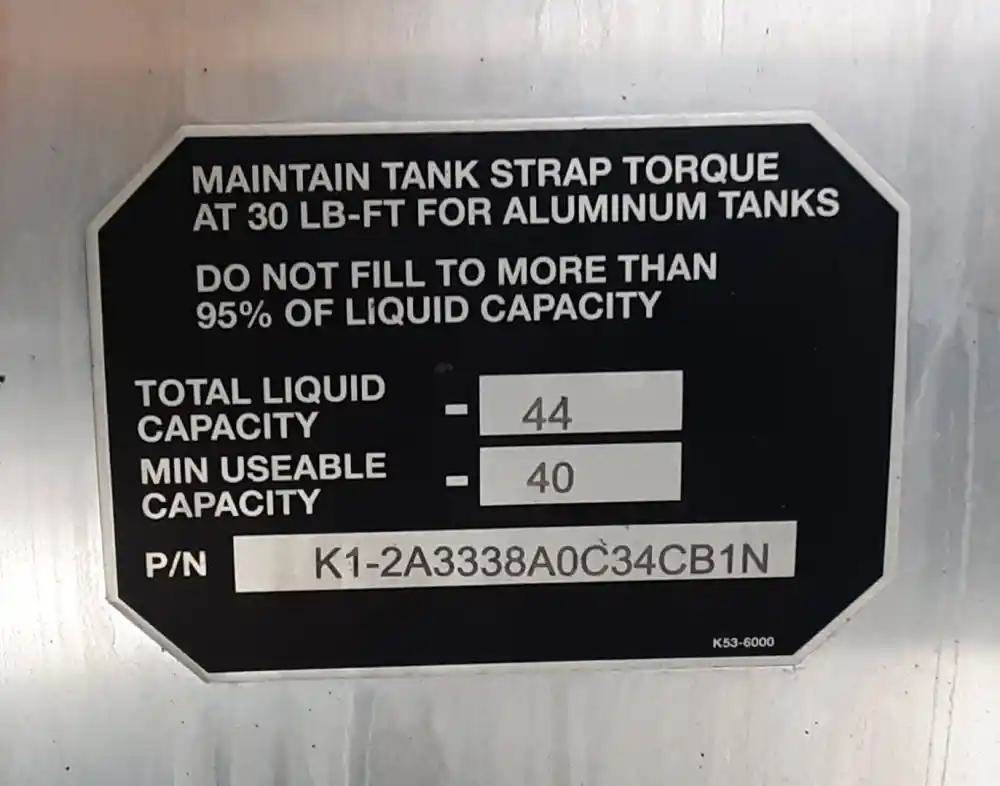 MAINTAIN TANK STRAP TORQUE
AT 30 LB-FT FOR ALUMINUM TANKS
DO NOT FILL TO MORE THAN
95% OF LIQUID CAPACITY
TOTAL LIQUID
CAPACITY - 44
MIN USEABLE
CAPACITY - 40
P/N K1-2A3338A0C34CB1N
K53-6000